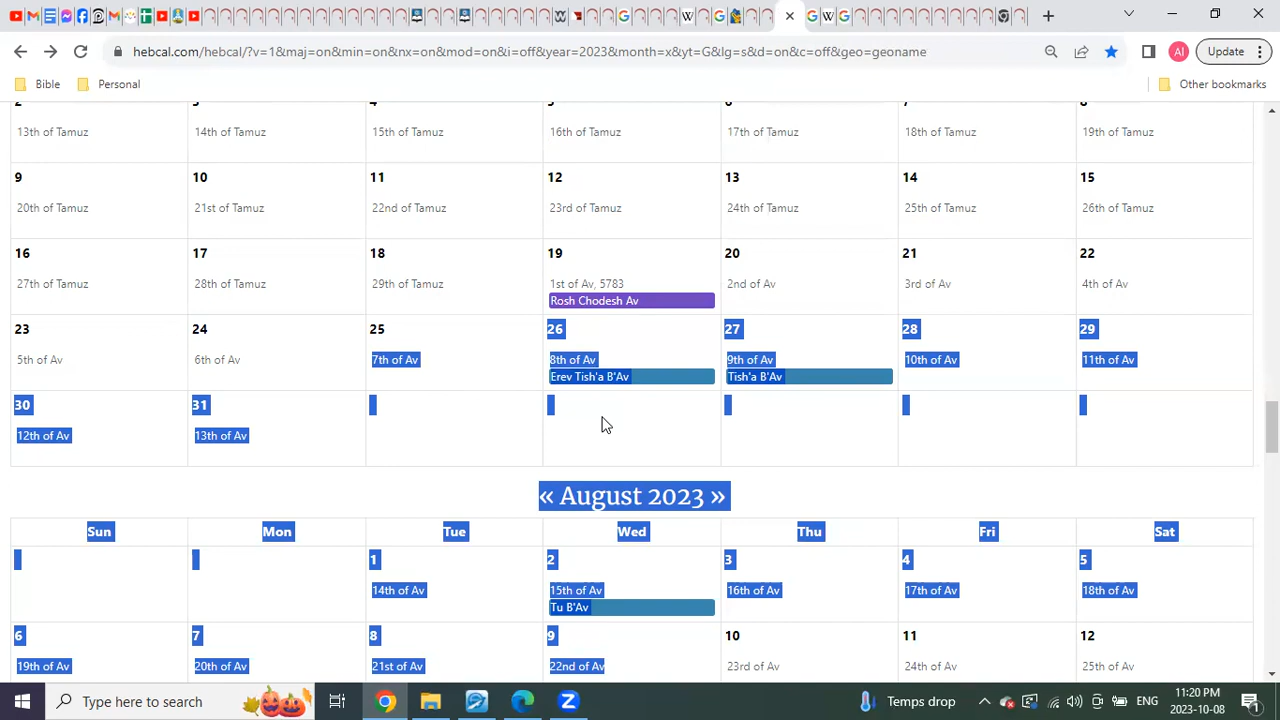 hebcal.com/hebcal/?v=1&maj=on&min=on&nx=on&mod=on&i=off&year=2023&month=x&yt=G&lg=s&d=on&c=off&geo=geoname
AI
Update
Bible
Personal
Other bookmarks
13th of Tamuz 14th of Tamuz 15th of Tamuz 16th of Tamuz 17th of Tamuz 18th of Tamuz 19th of Tamuz
9 10 11 12 13 14 15
20th of Tamuz 21st of Tamuz 22nd of Tamuz 23rd of Tamuz 24th of Tamuz 25th of Tamuz 26th of Tamuz
16 17 18 19 20 21 22
27th of Tamuz 28th of Tamuz 29th of Tamuz 1st of Av, 5783 2nd of Av 3rd of Av 4th of Av
Rosh Chodesh Av
23 24 25 26 27 28 29
5th of Av 6th of Av 7th of Av 8th of Av 9th of Av 10th of Av 11th of Av
Erev Tish'a B'Av Tish'a B'Av
30 31
12th of Av 13th of Av
« August 2023 »
Sun Mon Tue Wed Thu Fri Sat
1 2 3 4 5
14th of Av 15th of Av 16th of Av 17th of Av 18th of Av
Tu B'Av
6 7 8 9 10 11 12
19th of Av 20th of Av 21st of Av 22nd of Av 23rd of Av 24th of Av 25th of Av
Type here to search
Temps drop
ENG
11:20 PM
2023-10-08
1